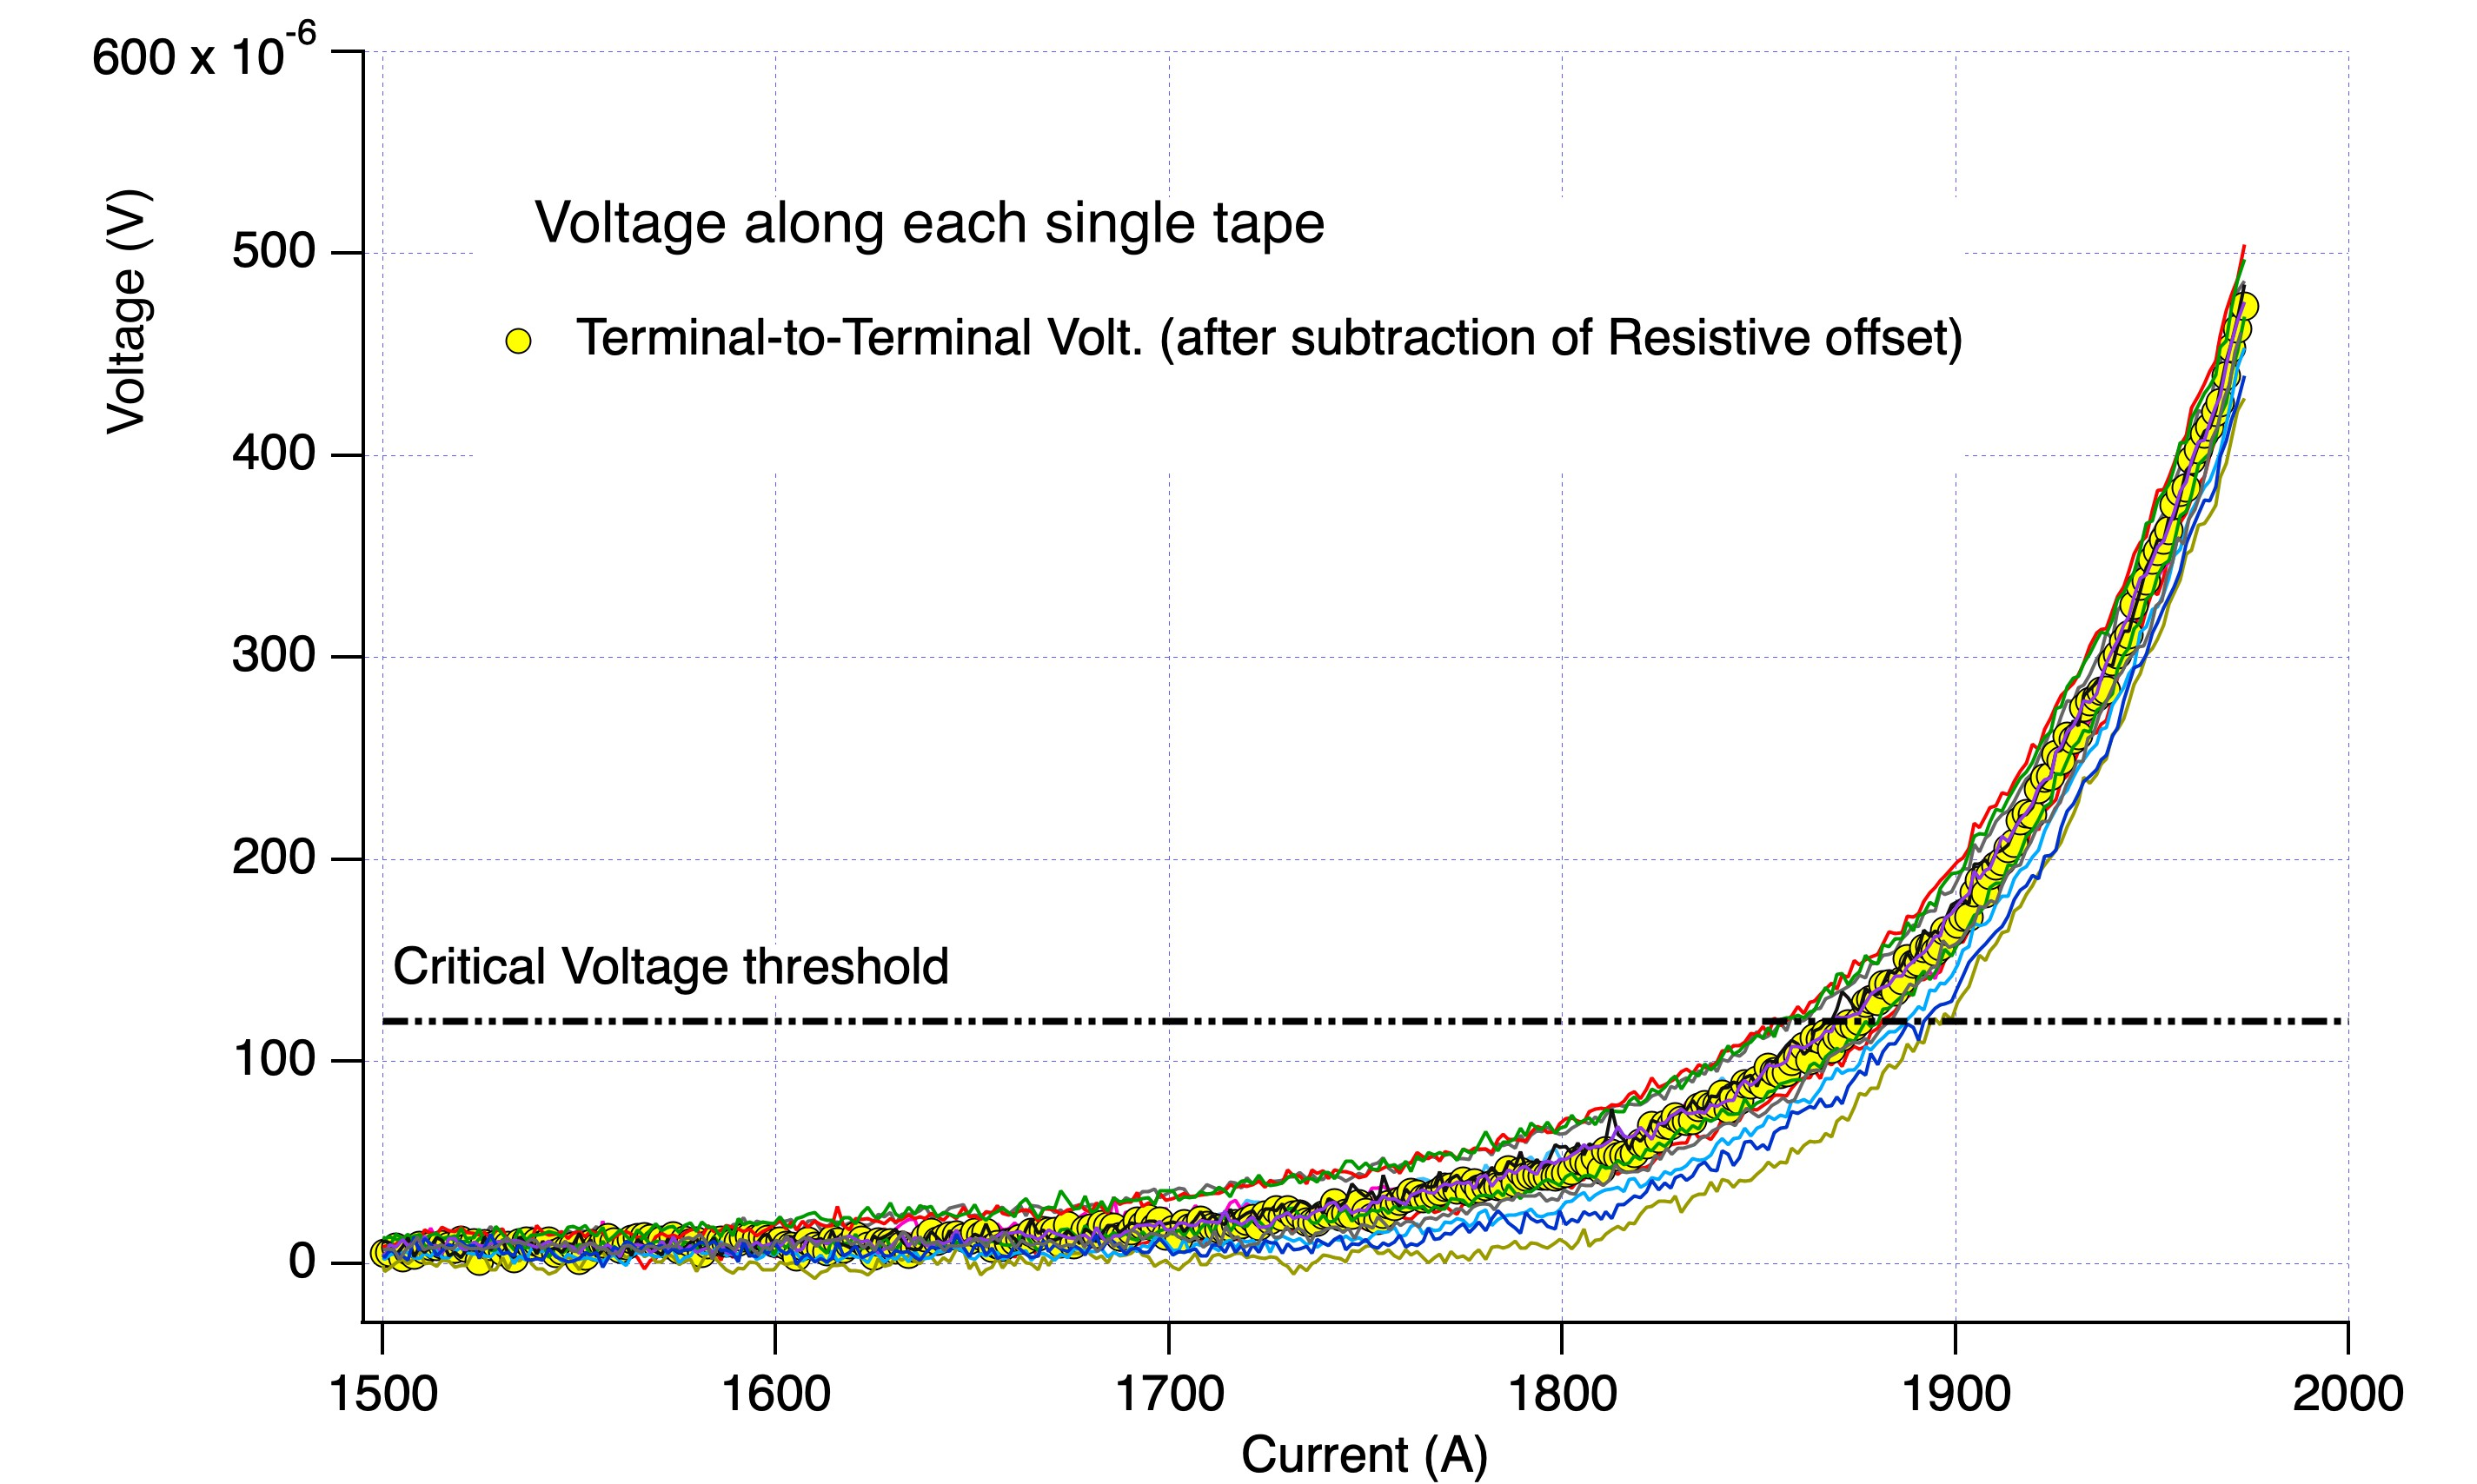 600 x 10-6
500
400
300
200
100
0
Voltage (V)
Voltage along each single tape
Terminal-to-Terminal Volt. (after subtraction of Resistive offset)
Critical Voltage threshold
1500 1600 1700 1800 1900 2000
Current (A)